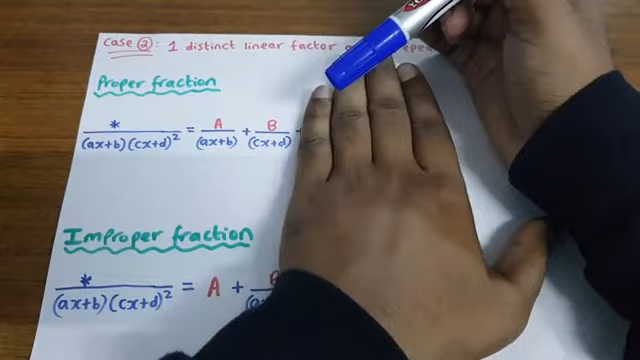 Case ②: 1 distinct linear factor
Proper fraction
* / (ax+b)(cx+d)² = A/(ax+b) + B/(cx+d)
Improper fraction
* / (ax+b)(cx+d)² = A +